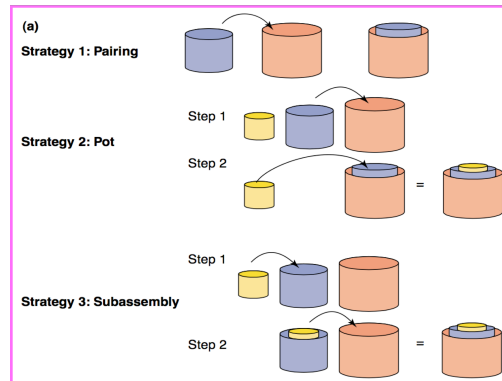 (a)
Strategy 1: Pairing
Step 1
Strategy 2: Pot
Step 2
=
Step 1
Strategy 3: Subassembly
Step 2
=